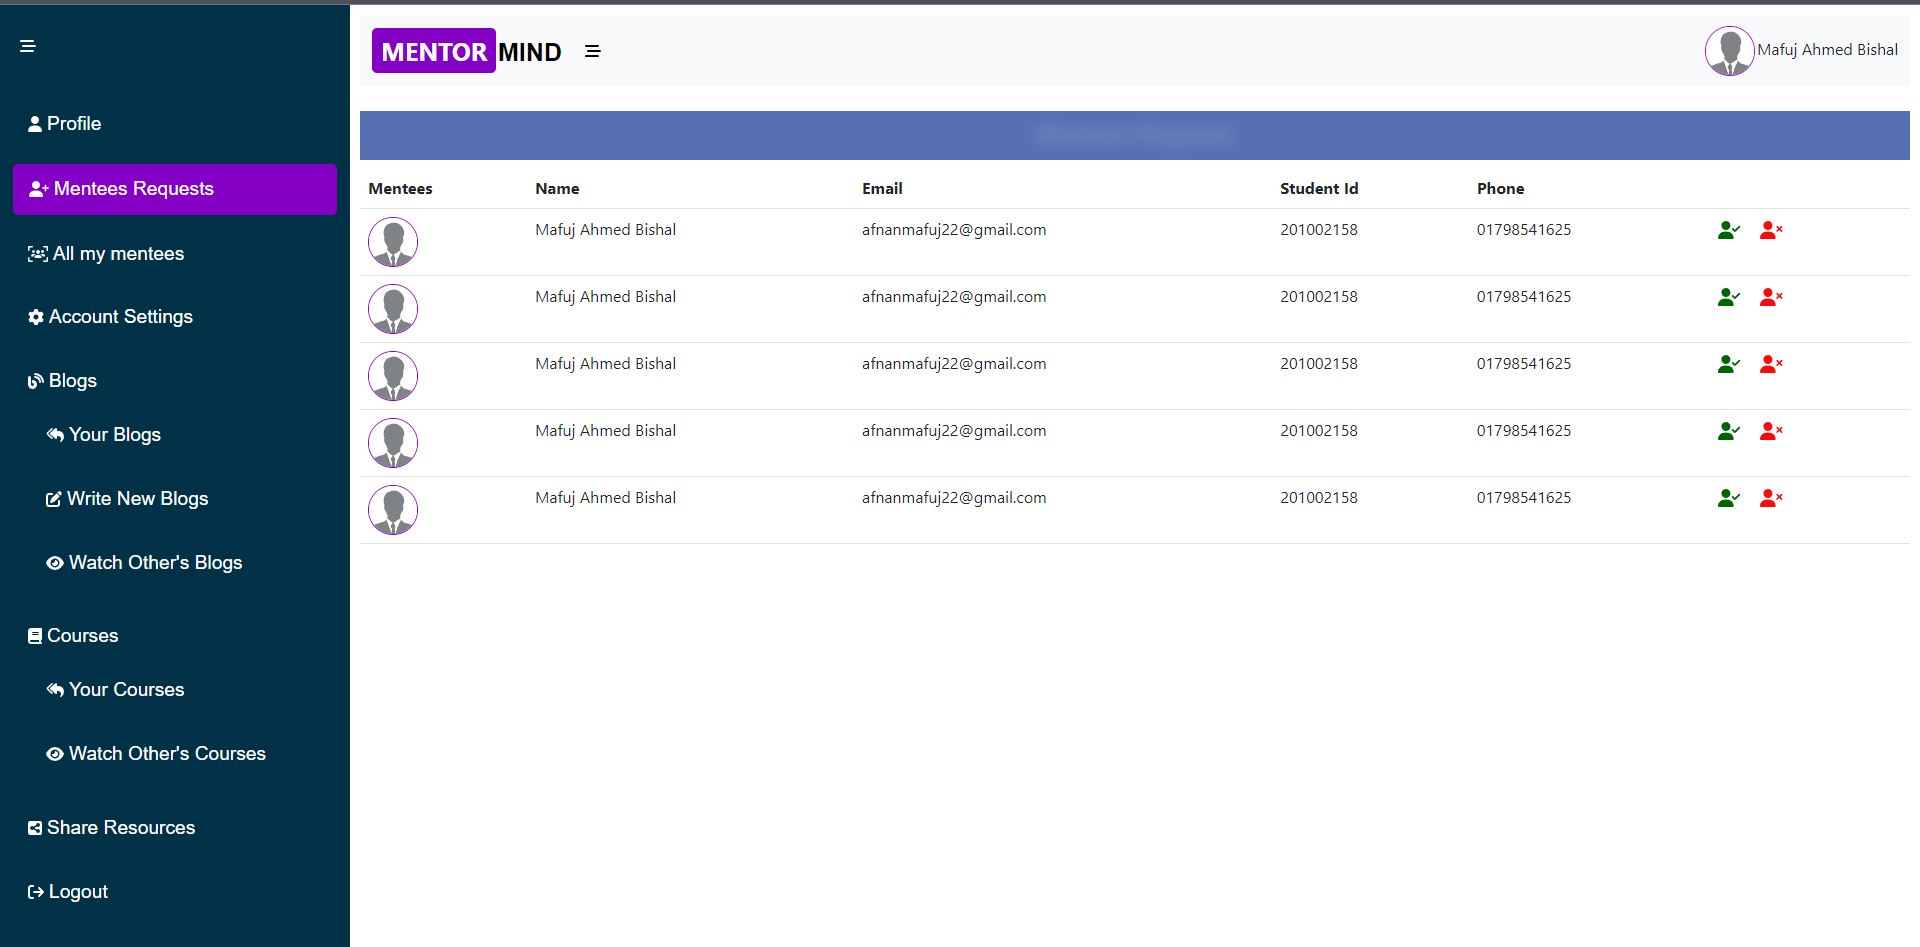 MENTOR MIND
Mafuj Ahmed Bishal
Profile
Mentees Requests
All my mentees
Account Settings
Blogs
Your Blogs
Write New Blogs
Watch Other's Blogs
Courses
Your Courses
Watch Other's Courses
Share Resources
Logout
Mentees Name Email Student Id Phone
Mafuj Ahmed Bishal afnanmafuj22@gmail.com 201002158 01798541625
Mafuj Ahmed Bishal afnanmafuj22@gmail.com 201002158 01798541625
Mafuj Ahmed Bishal afnanmafuj22@gmail.com 201002158 01798541625
Mafuj Ahmed Bishal afnanmafuj22@gmail.com 201002158 01798541625
Mafuj Ahmed Bishal afnanmafuj22@gmail.com 201002158 01798541625